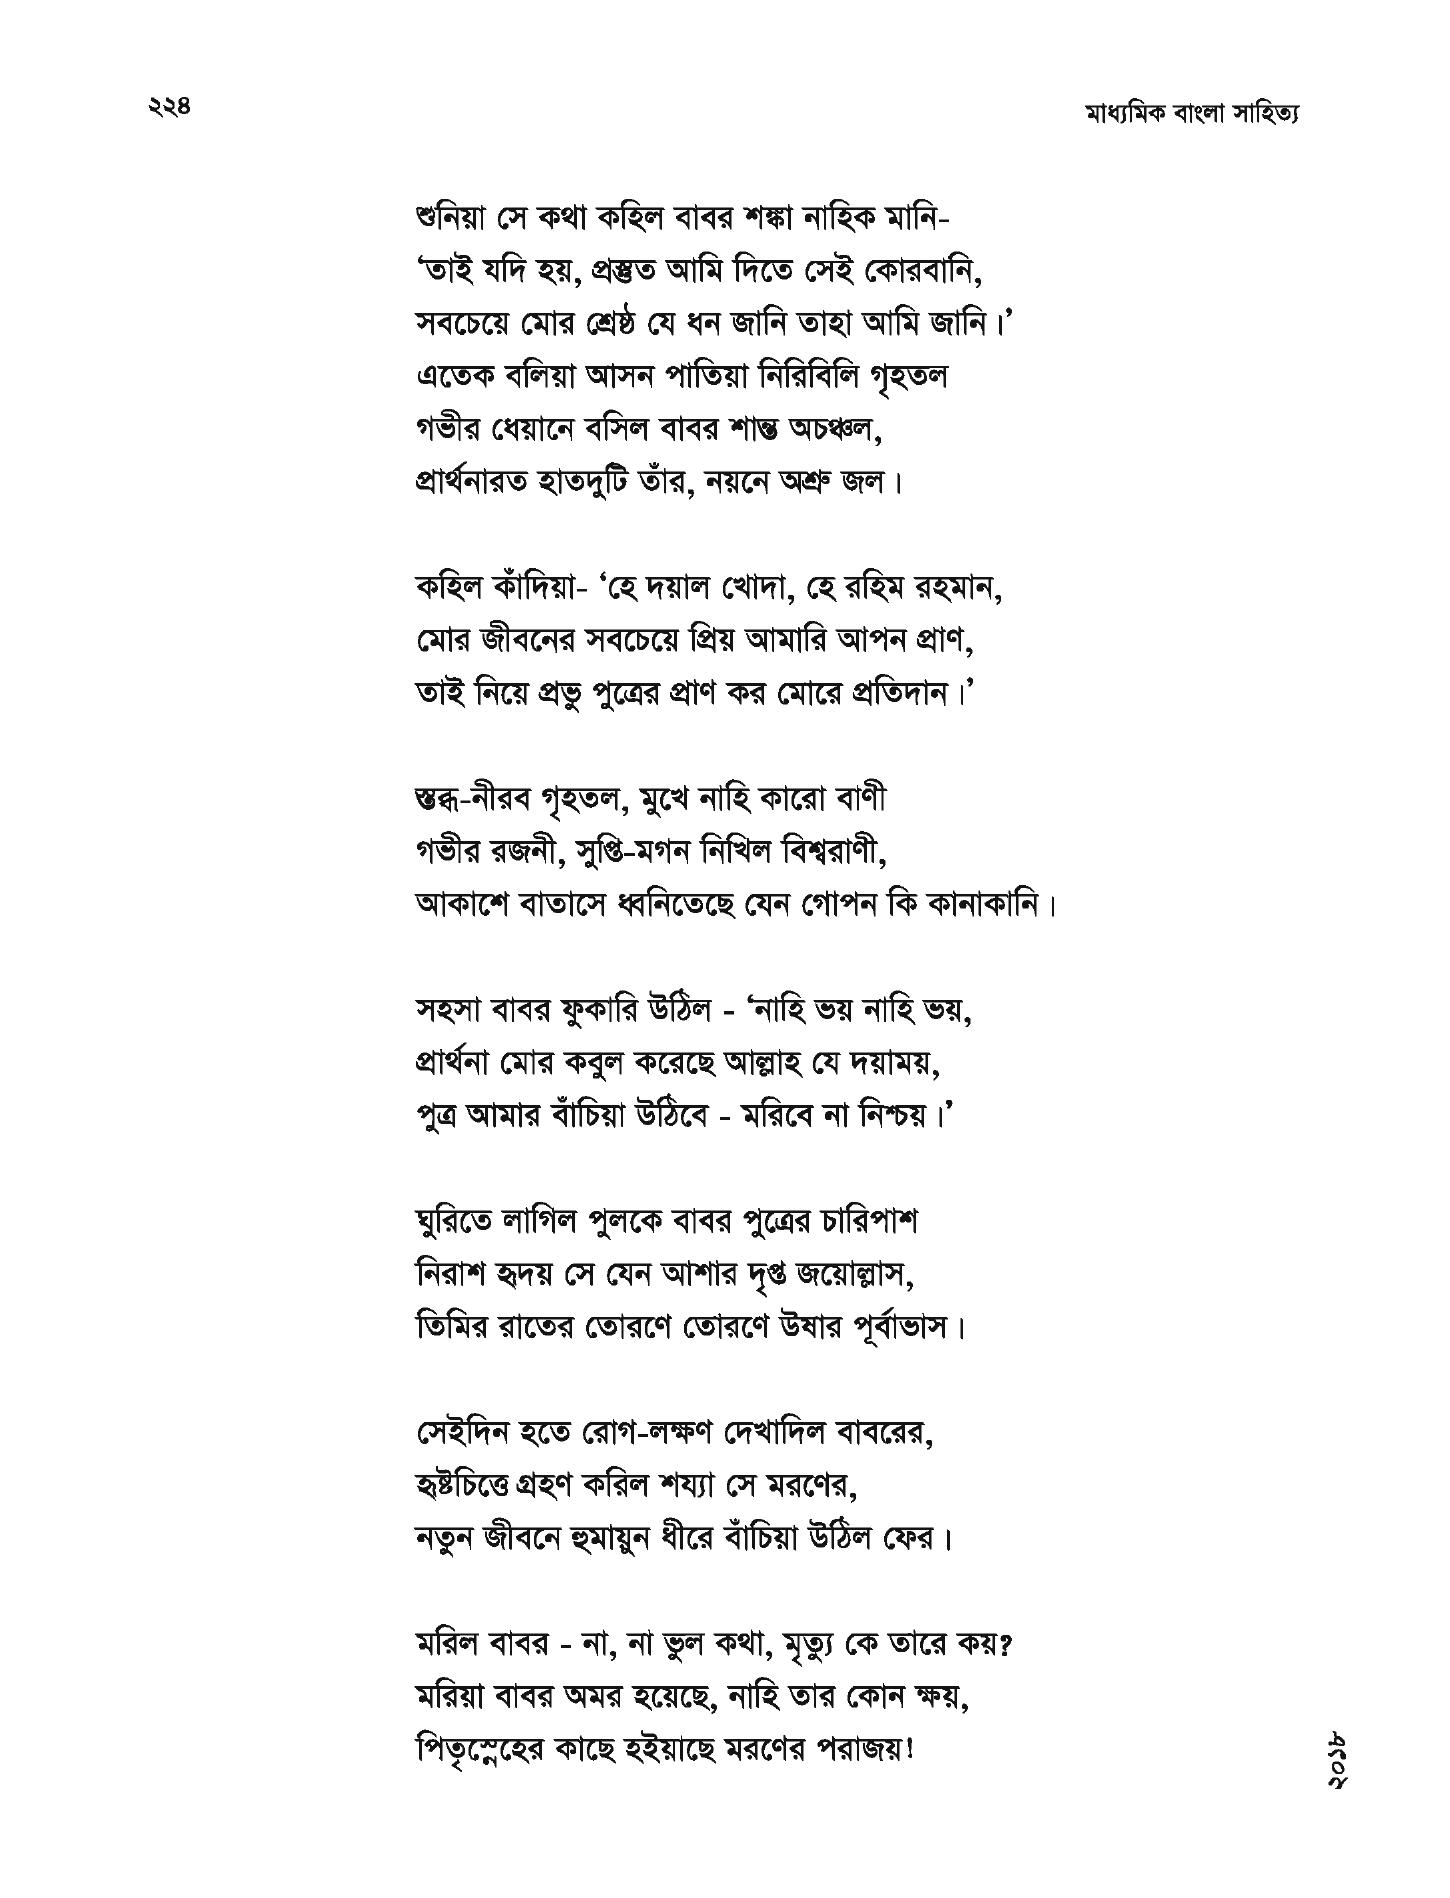 ২২৪
মাধ্যমিক বাংলা সাহিত্য
শুনিয়া সে কথা কহিল বাবর শঙ্কা নাহিক মানি-
‘তাই যদি হয়, প্রস্তুত আমি দিতে সেই কোরবানি,
সবচেয়ে মোর শ্রেষ্ঠ যে ধন জানি তাহা আমি জানি।’
এতেক বলিয়া আসন পাতিয়া নিরিবিলি গৃহতল
গভীর ধেয়ানে বসিল বাবর শান্ত অচঞ্চল,
প্রার্থনারত হাতদুটি তাঁর, নয়নে অশ্রু জল।
কহিল কাঁদিয়া- ‘হে দয়াল খোদা, হে রহিম রহমান,
মোর জীবনের সবচেয়ে প্রিয় আমারি আপন প্রাণ,
তাই নিয়ে প্রভু পুত্রের প্রাণ কর মোরে প্রতিদান।’
স্তব্ধ-নীরব গৃহতল, মুখে নাহি কারো বাণী
গভীর রজনী, সুপ্তি-মগন নিখিল বিশ্বরাণী,
আকাশে বাতাসে ধ্বনিতেছে যেন গোপন কি কানাকানি।
সহসা বাবর ফুকারি উঠিল - ‘নাহি ভয় নাহি ভয়,
প্রার্থনা মোর কবুল করেছে আল্লাহ যে দয়াময়,
পুত্র আমার বাঁচিয়া উঠিবে - মরিবে না নিশ্চয়।’
ঘুরিতে লাগিল পুলকে বাবর পুত্রের চারিপাশ
নিরাশ হৃদয় সে যেন আশার দৃপ্ত জয়োল্লাস,
তিমির রাতের তোরণে তোরণে উষার পূর্বাভাস।
সেইদিন হতে রোগ-লক্ষণ দেখাদিল বাবরের,
হৃষ্টচিত্তে গ্রহণ করিল শয্যা সে মরণের,
নতুন জীবনে হুমায়ুন ধীরে বাঁচিয়া উঠিল ফের।
মরিল বাবর - না, না ভুল কথা, মৃত্যু কে তারে কয়?
মরিয়া বাবর অমর হয়েছে, নাহি তার কোন ক্ষয়,
পিতৃস্নেহের কাছে হইয়াছে মরণের পরাজয়!
২০১৮